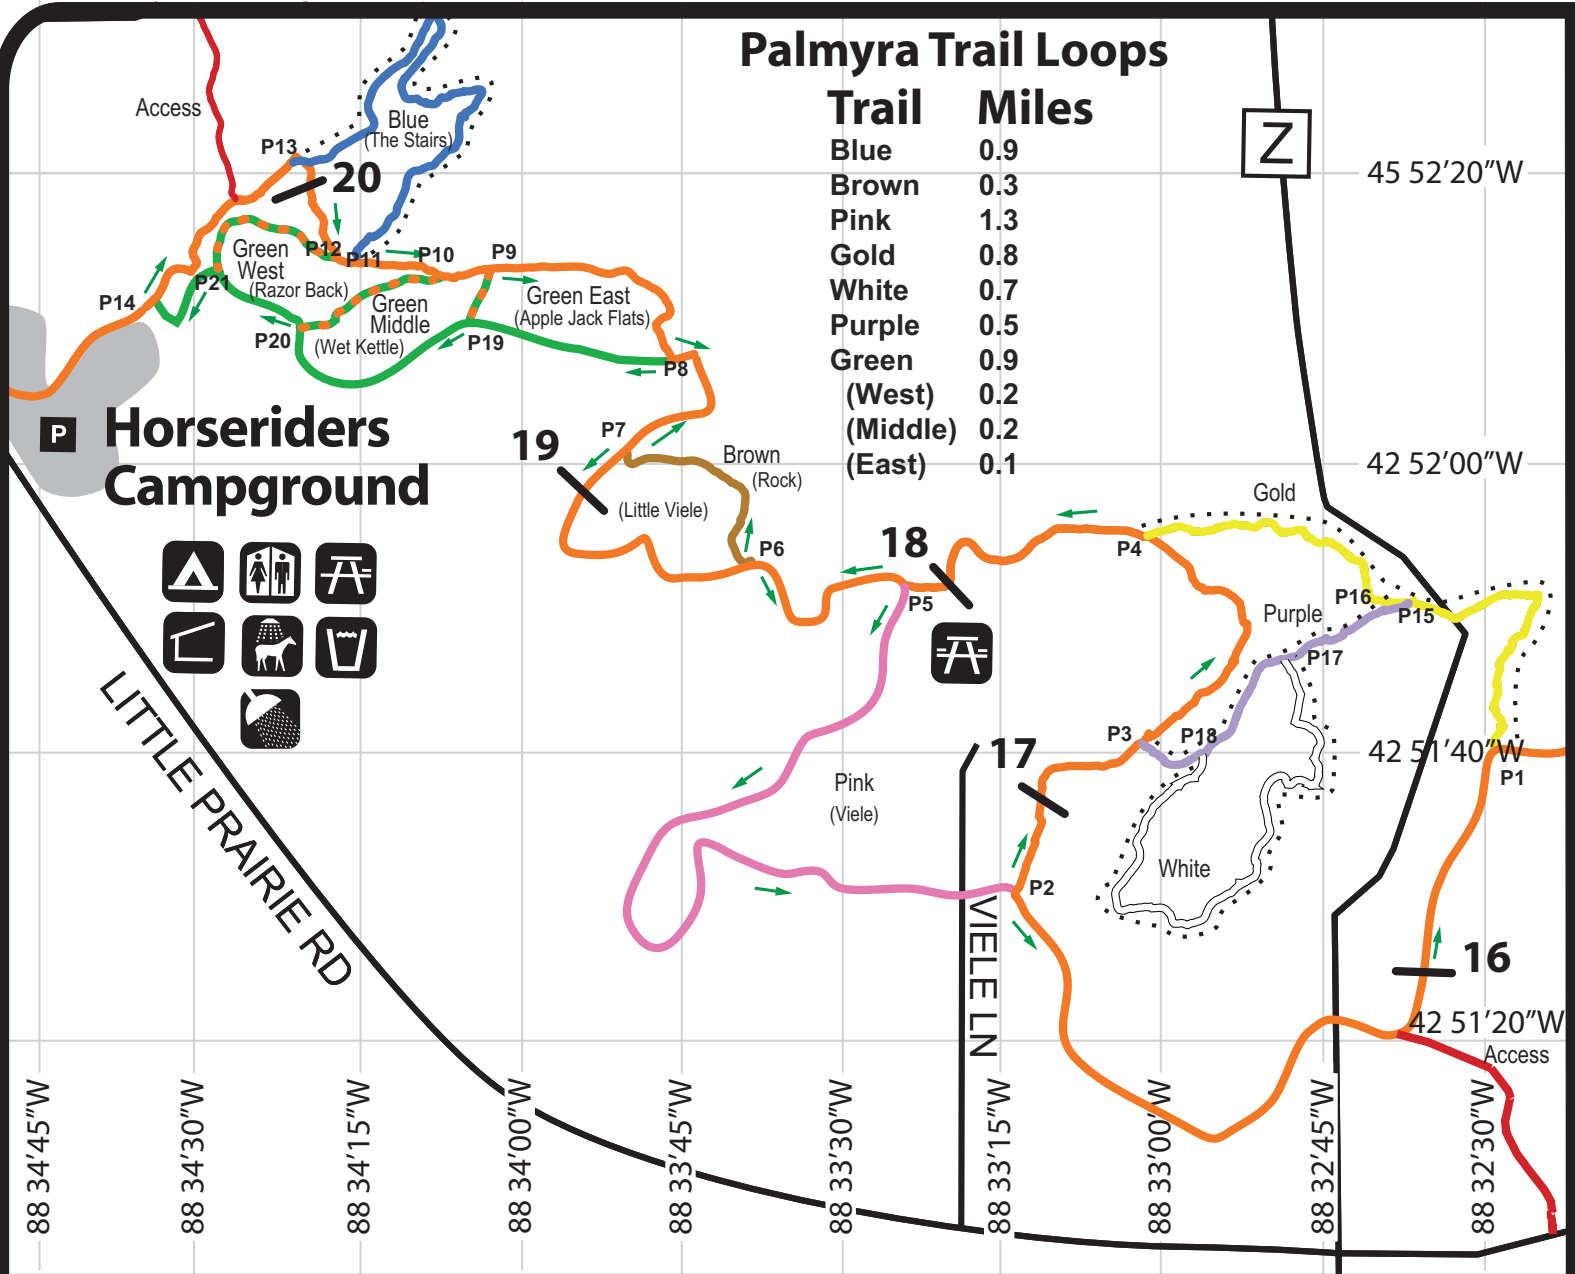 Palmyra Trail Loops
Trail Miles
Blue 0.9
Brown 0.3
Pink 1.3
Gold 0.8
White 0.7
Purple 0.5
Green 0.9
(West) 0.2
(Middle) 0.2
(East) 0.1
Z
45 52'20"W
42 52'00"W
42 51'40"W
42 51'20"W
Access
Blue
(The Stairs)
P13
20
Green
West
(Razor Back)
P12
P11
P10
P9
P21
P14
Green
Middle
(Wet Kettle)
Green East
(Apple Jack Flats)
P20
P19
P8
P
Horseriders
Campground
19
P7
Brown
(Rock)
(Little Viele)
P6
18
P5
P4
Gold
P16
P15
Purple
P17
P3
P18
17
P1
Pink
(Viele)
White
P2
16
Access
LITTLE PRAIRIE RD
VIELE LN
88 34'45"W
88 34'30"W
88 34'15"W
88 34'00"W
88 33'45"W
88 33'30"W
88 33'15"W
88 33'00"W
88 32'45"W
88 32'30"W